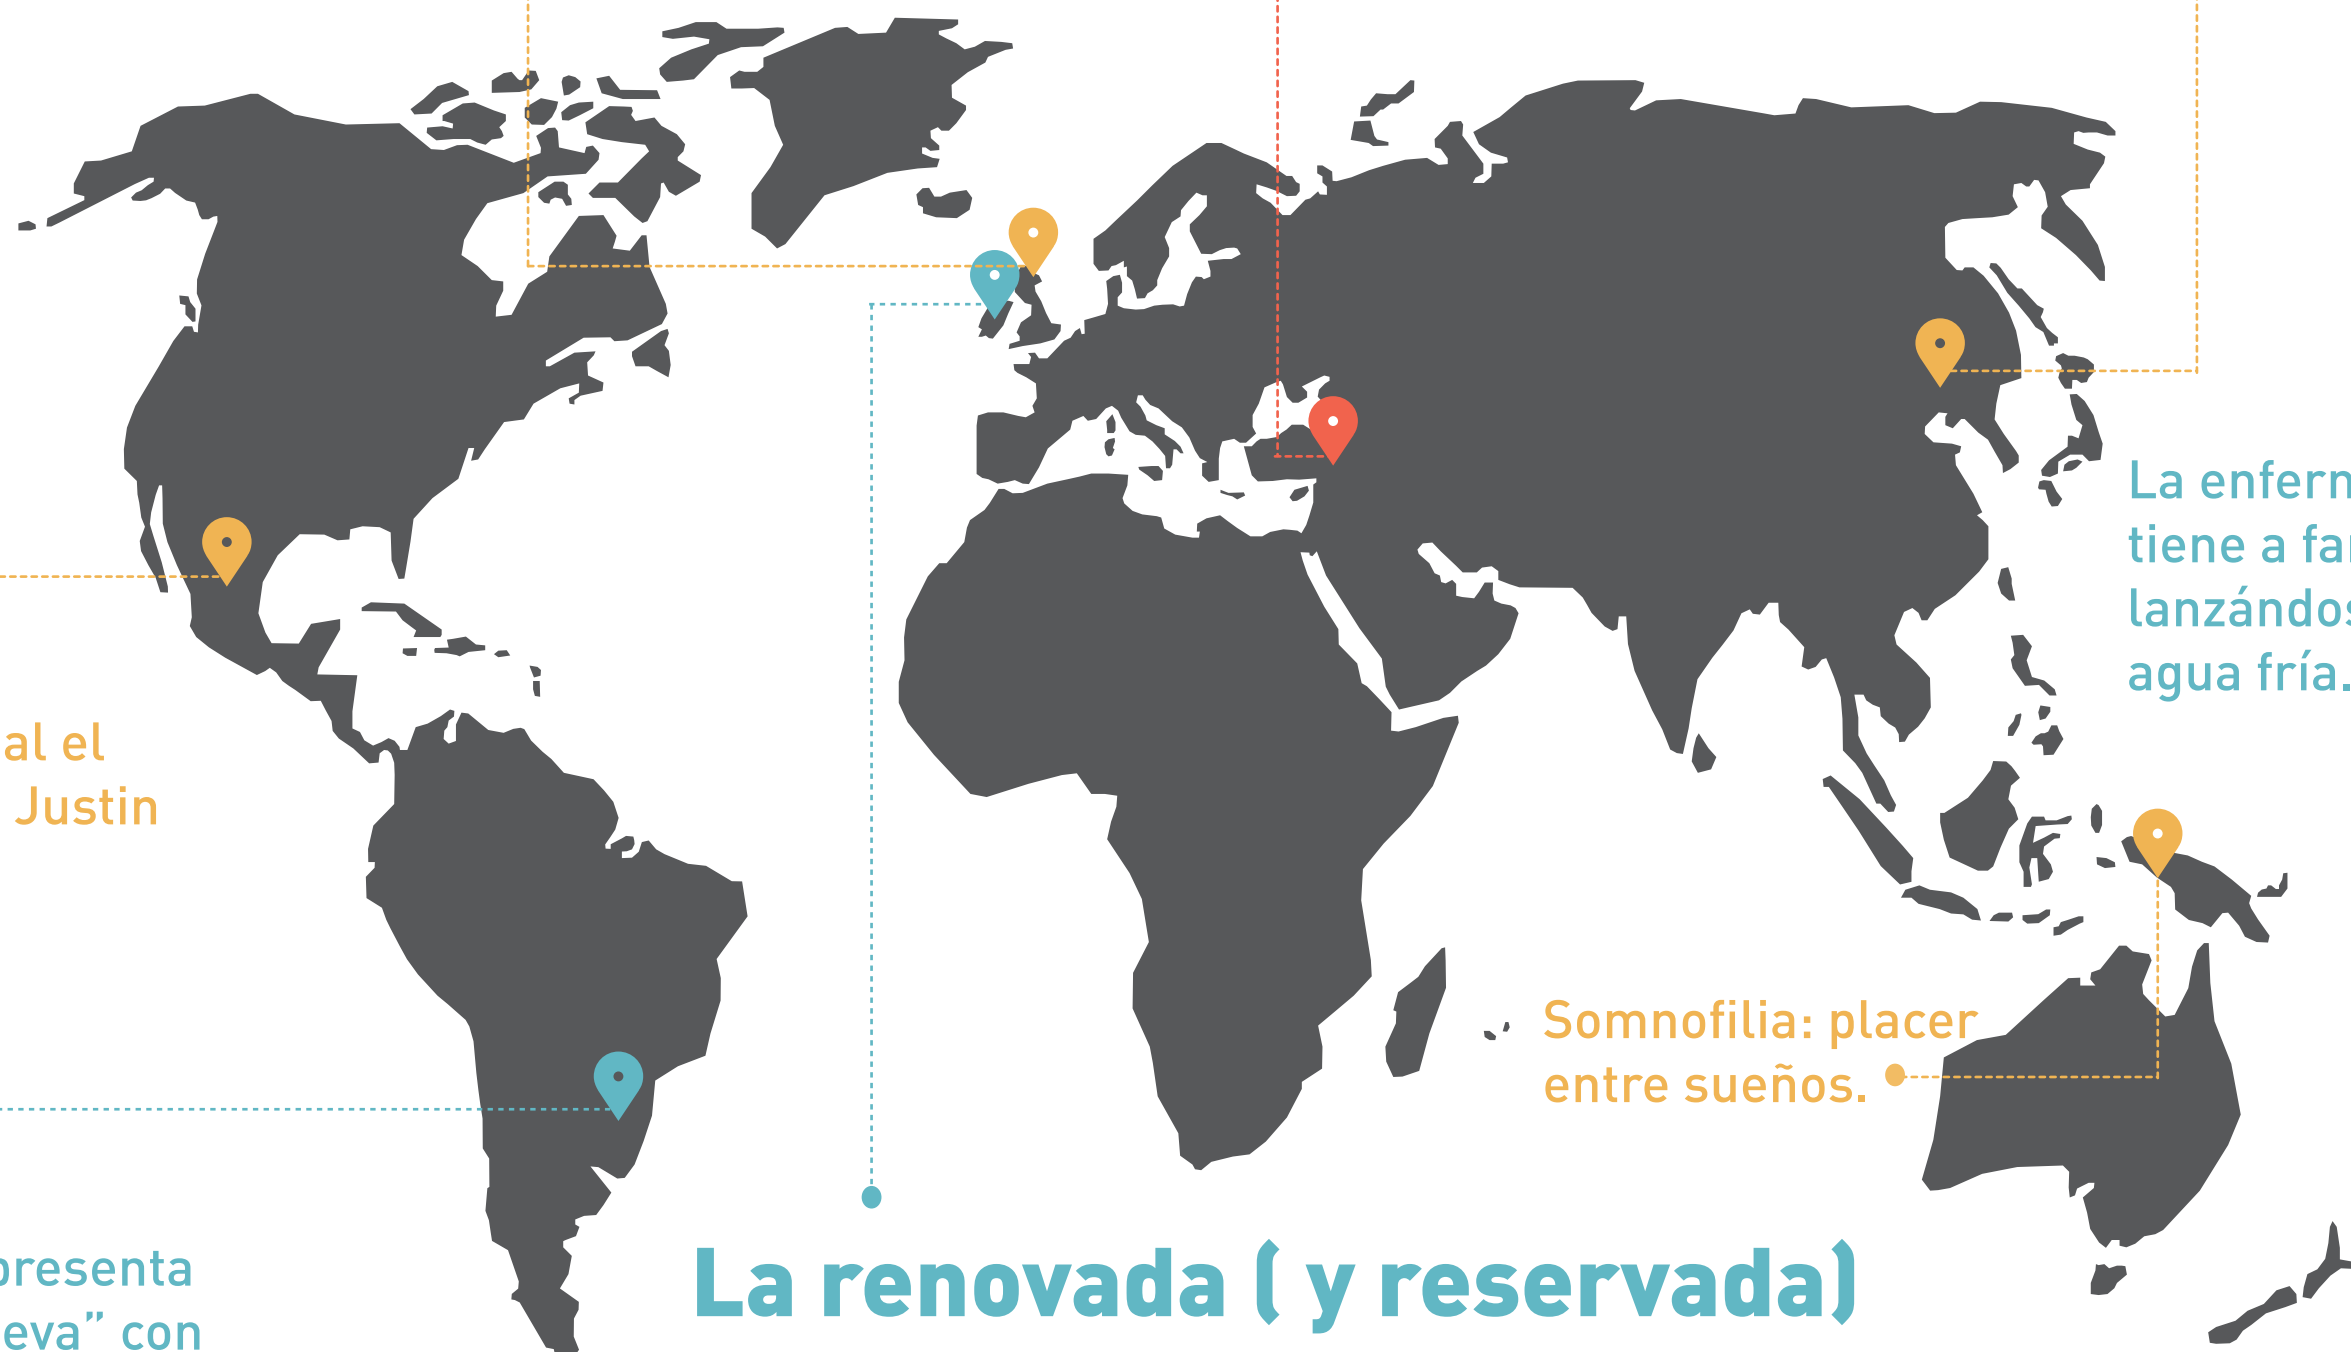 La enferm
tiene a fa
lanzándos
agua fría.
al el
Justin
Somnofilia: placer
entre sueños.
presenta
eva” con
La renovada ( y reservada)